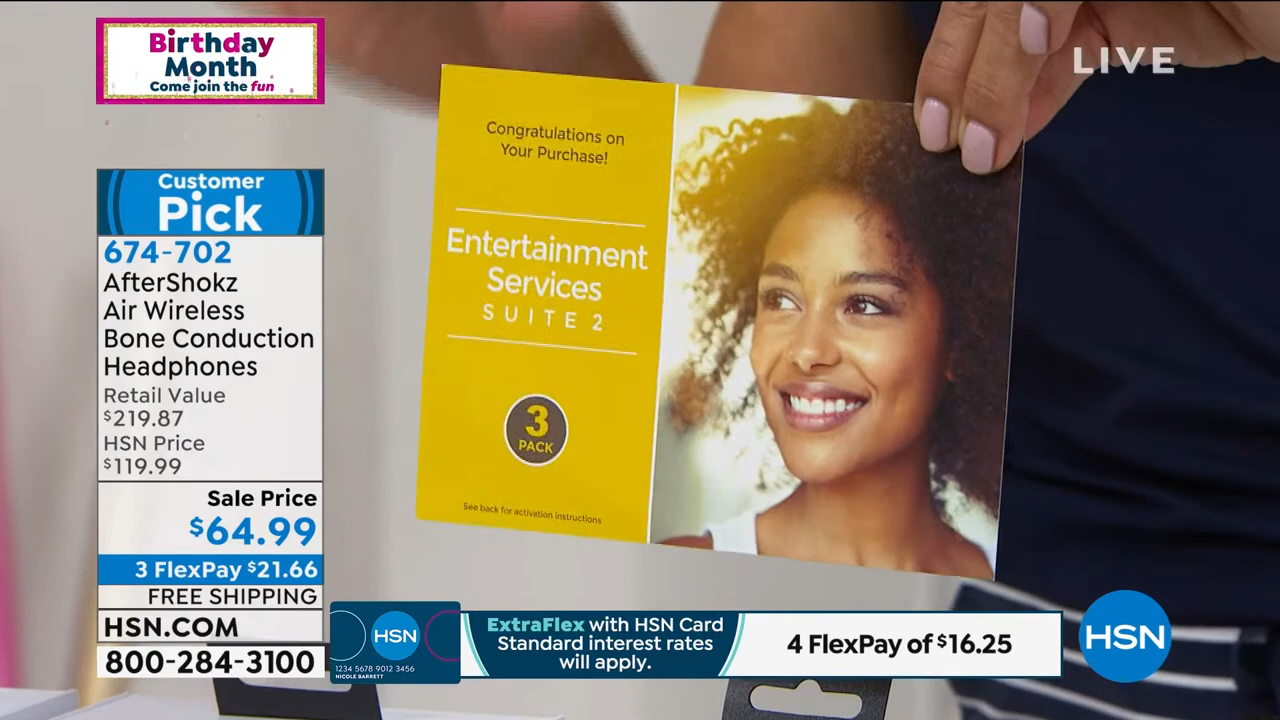 Birthday
Month
Come join the fun
LIVE
Congratulations on
Your Purchase!
Entertainment
Services
SUITE 2
3
PACK
See back for activation instructions
Customer
Pick
674-702
AfterShokz
Air Wireless
Bone Conduction
Headphones
Retail Value
$219.87
HSN Price
$119.99
Sale Price
$64.99
3 FlexPay $21.66
FREE SHIPPING
HSN.COM
800-284-3100
HSN
1234 5678 9012 3456
NICOLE BARRETT
ExtraFlex with HSN Card
Standard interest rates
will apply.
4 FlexPay of $16.25
HSN